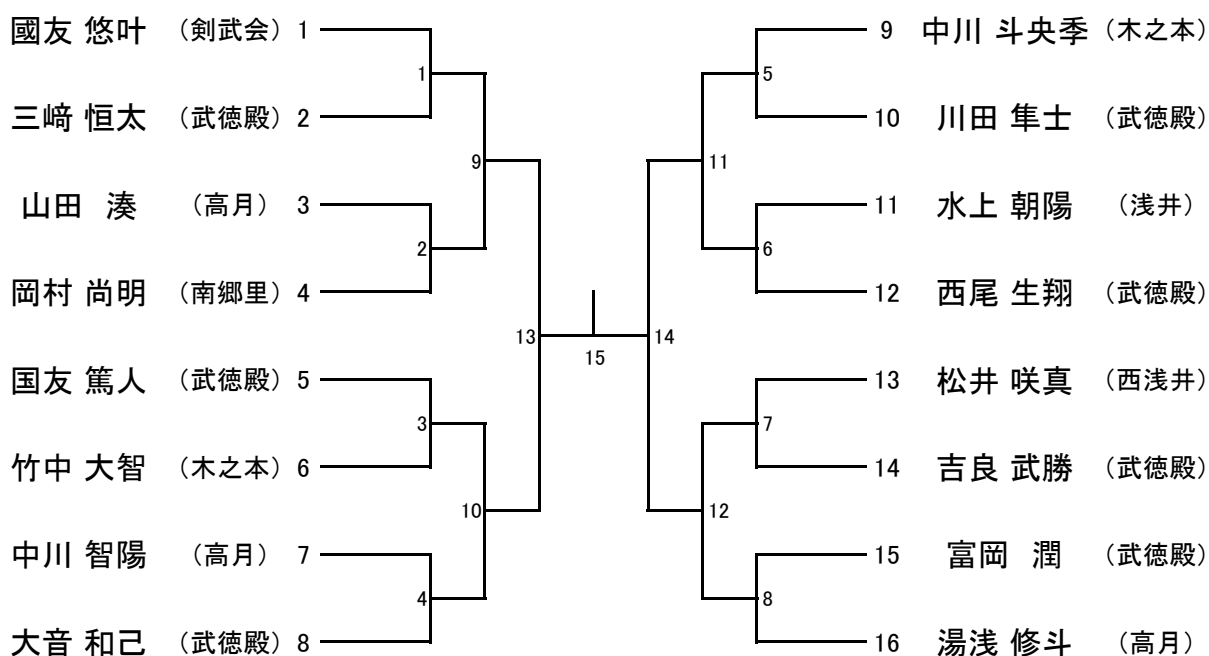 國友 悠叶 （剣武会） 1
1
三﨑 恒太 （武徳殿） 2
9
山田 湊 （高月） 3
2
岡村 尚明 （南郷里） 4
13
国友 篤人 （武徳殿） 5
3
竹中 大智 （木之本） 6
10
中川 智陽 （高月） 7
4
大音 和己 （武徳殿） 8
15
9 中川 斗央季 （木之本）
5
10 川田 隼士 （武徳殿）
11
11 水上 朝陽 （浅井）
6
12 西尾 生翔 （武徳殿）
14
13 松井 咲真 （西浅井）
7
14 吉良 武勝 （武徳殿）
12
15 富岡 潤 （武徳殿）
8
16 湯浅 修斗 （高月）